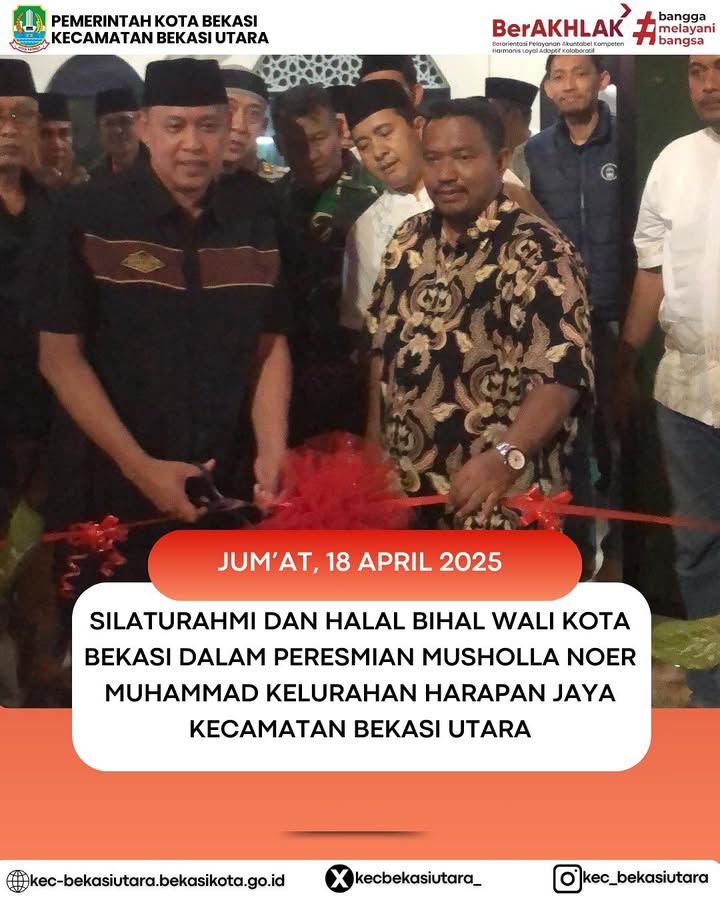 PEMERINTAH KOTA BEKASI
KECAMATAN BEKASI UTARA
BerAKHLAK
Berorientasi Pelayanan Akuntabel Kompeten
Harmonis Loyal Adaptif Kolaboratif
#bangga
melayani
bangsa
JUM'AT, 18 APRIL 2025
SILATURAHMI DAN HALAL BIHAL WALI KOTA
BEKASI DALAM PERESMIAN MUSHOLLA NOER
MUHAMMAD KELURAHAN HARAPAN JAYA
KECAMATAN BEKASI UTARA
kec-bekasiutara.bekasikota.go.id
kecbekasiutara_
kec_bekasiutara